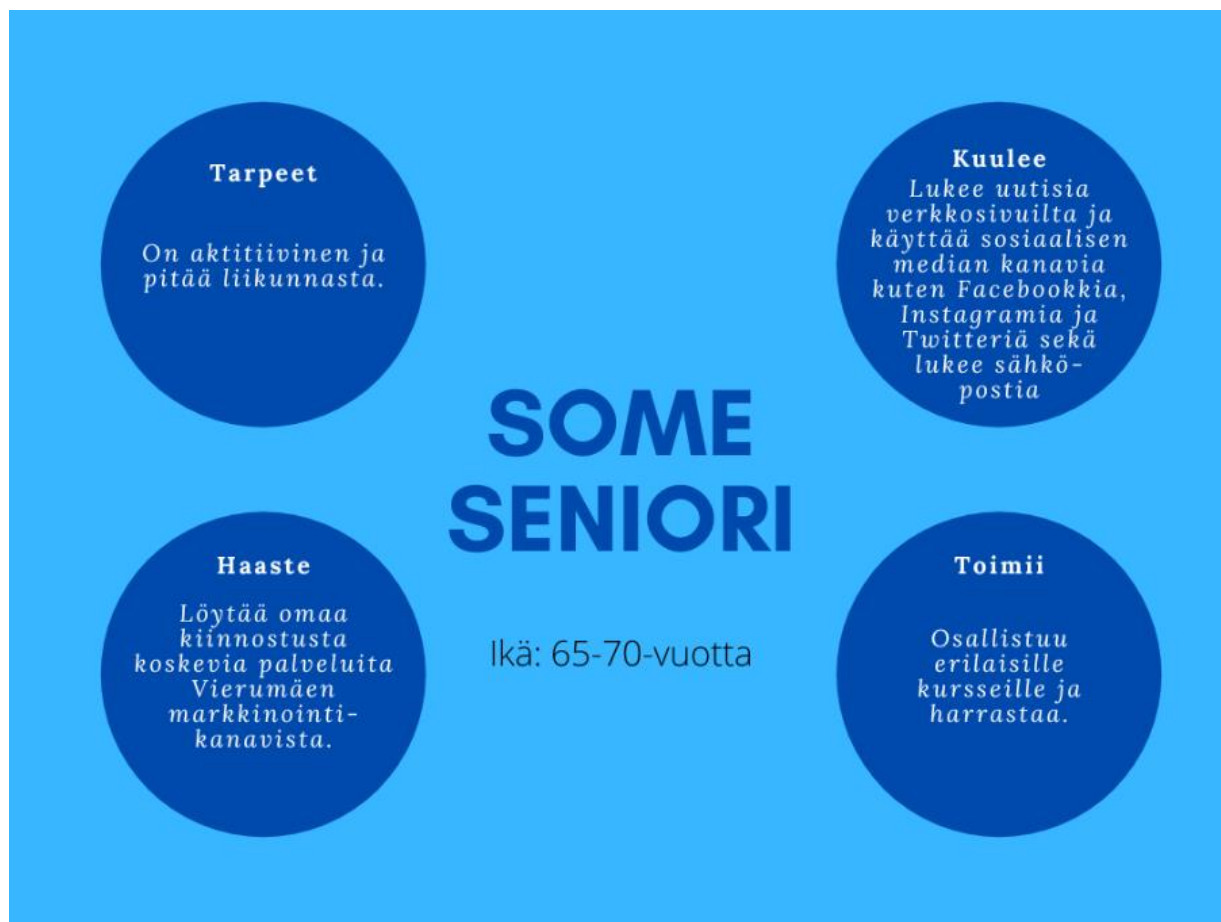 Tarpeet
On aktitiivinen ja
pitää liikunnasta.
Kuulee
Lukee uutisia
verkkosivuilta ja
käyttää sosiaalisen
median kanavia
kuten Facebookkia,
Instagramia ja
Twitteriä sekä
lukee sähkö-
postia
SOME
SENIORI
Ikä: 65-70-vuotta
Haaste
Löytää omaa
kiinnostusta
koskevia palveluita
Vierumäen
markkinointi-
kanavista.
Toimii
Osallistuu
erilaisille
kursseille ja
harrastaa.